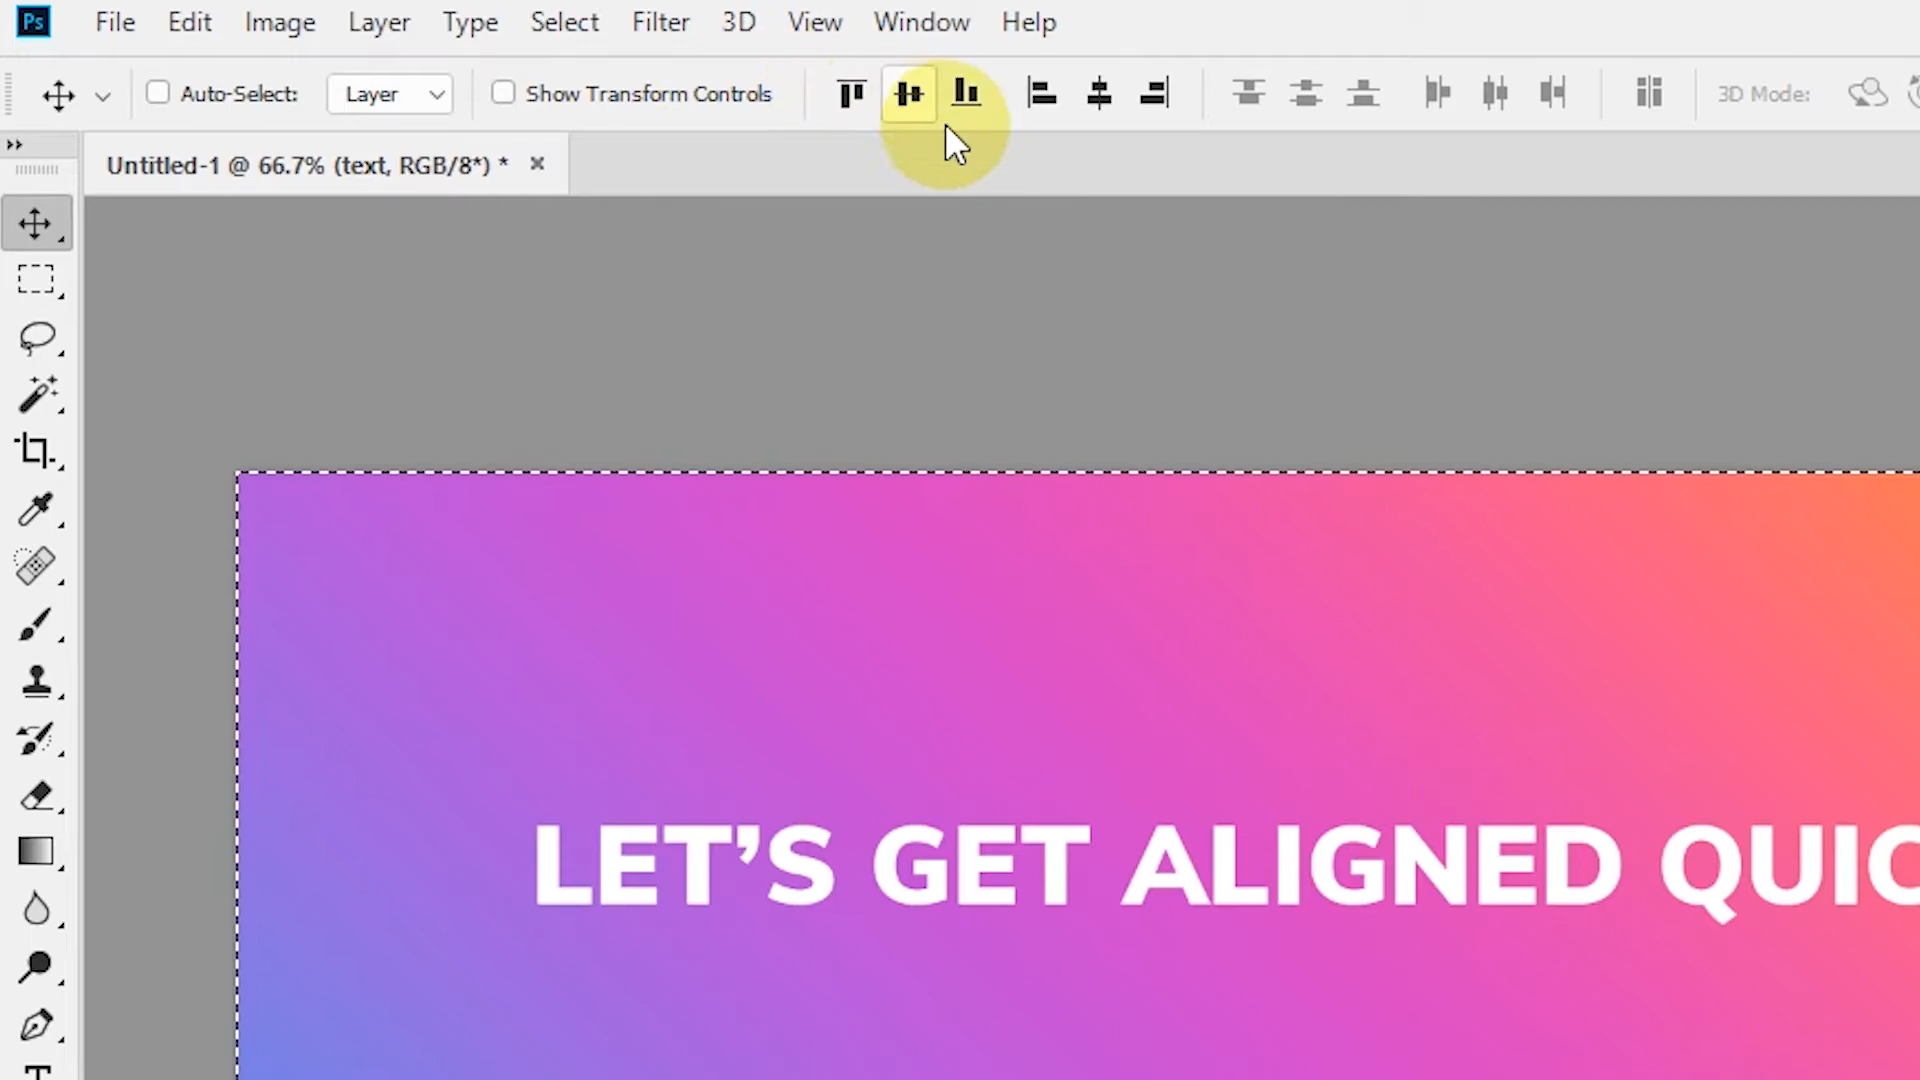 Ps File Edit Image Layer Type Select Filter 3D View Window Help
Auto-Select: Layer Show Transform Controls 3D Mode:
Untitled-1 @ 66.7% (text, RGB/8*) *
LET’S GET ALIGNED QUIC